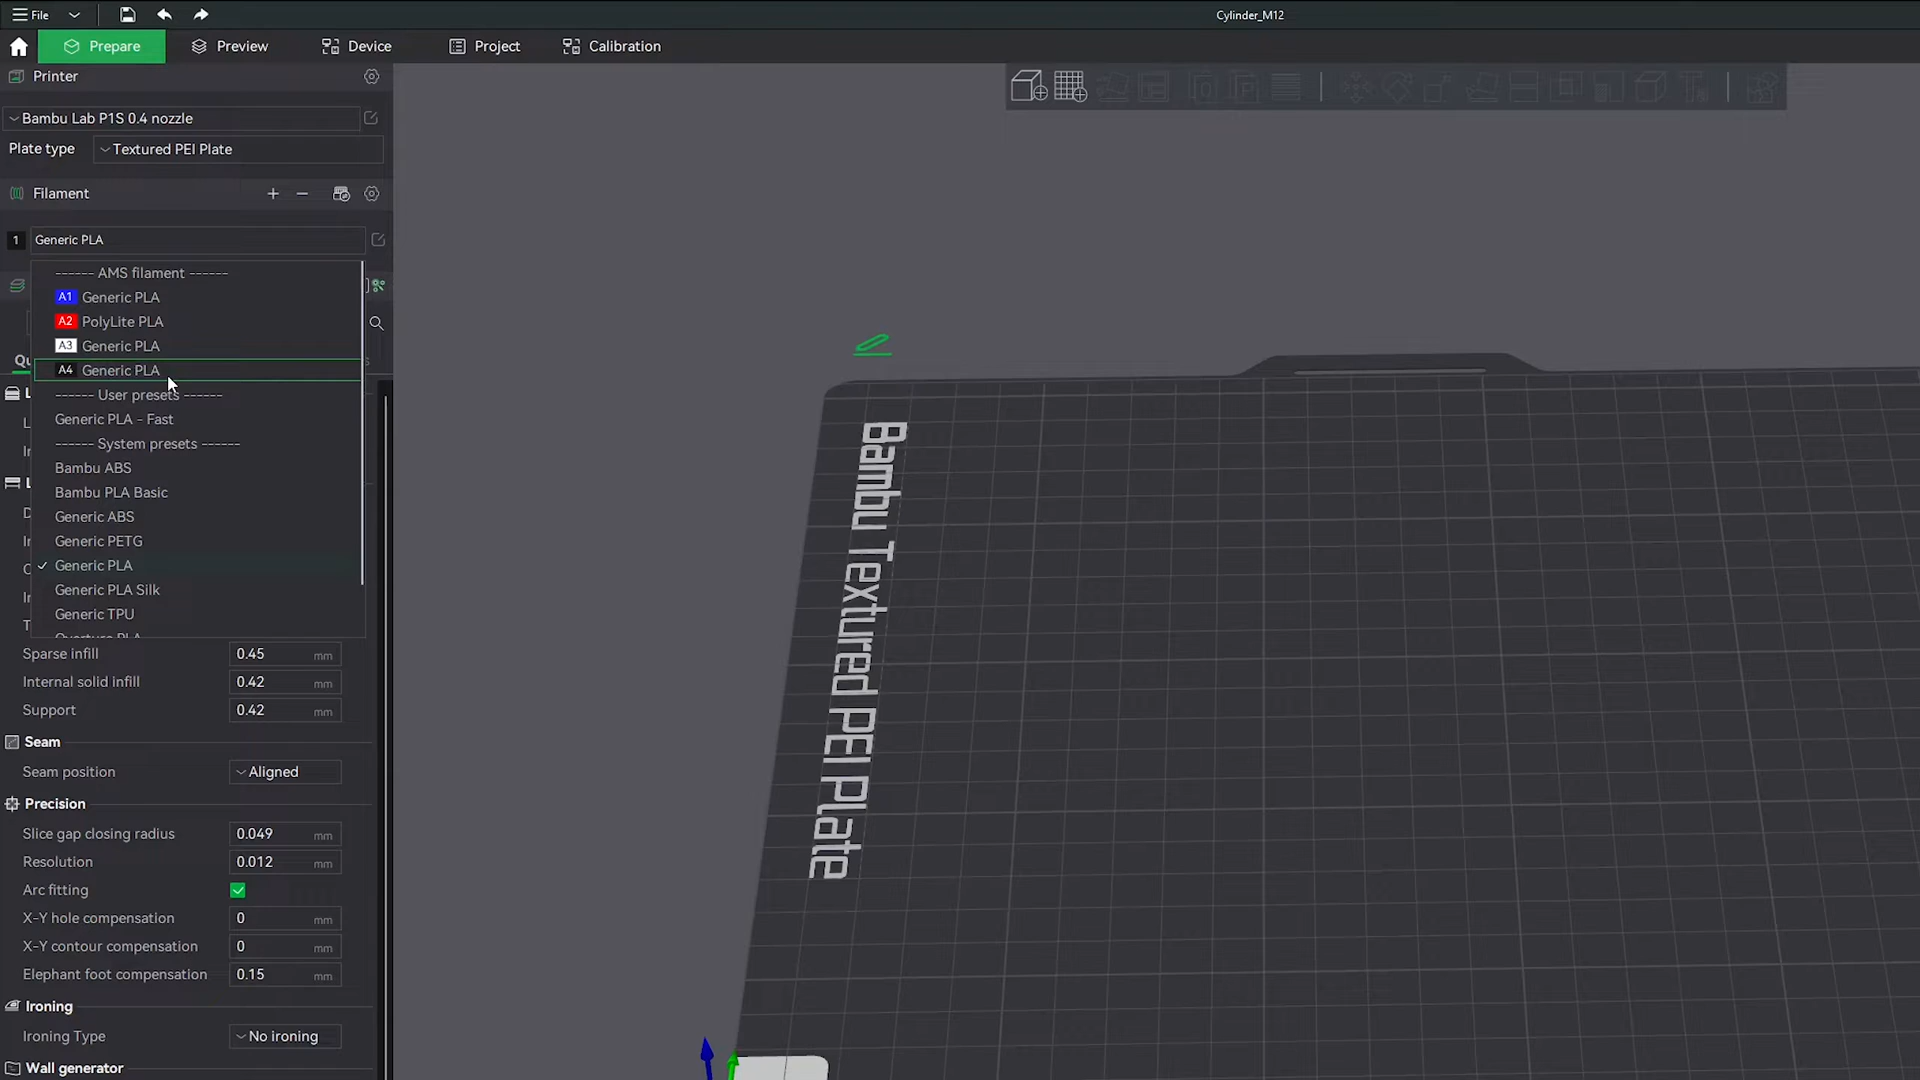 File
Cylinder_M12
Prepare
Preview
Device
Project
Calibration
Printer
Bambu Lab P1S 0.4 nozzle
Plate type
Textured PEI Plate
Filament
1
Generic PLA
------ AMS filament ------
A1 Generic PLA
A2 PolyLite PLA
A3 Generic PLA
A4 Generic PLA
------ User presets ------
Generic PLA - Fast
------ System presets ------
Bambu ABS
Bambu PLA Basic
Generic ABS
Generic PETG
Generic PLA
Generic PLA Silk
Generic TPU
Overture PLA
Sparse infill 0.45 mm
Internal solid infill 0.42 mm
Support 0.42 mm
Seam
Seam position Aligned
Precision
Slice gap closing radius 0.049 mm
Resolution 0.012 mm
Arc fitting
X-Y hole compensation 0 mm
X-Y contour compensation 0 mm
Elephant foot compensation 0.15 mm
Ironing
Ironing Type No ironing
Wall generator
Bambu Textured PEI Plate